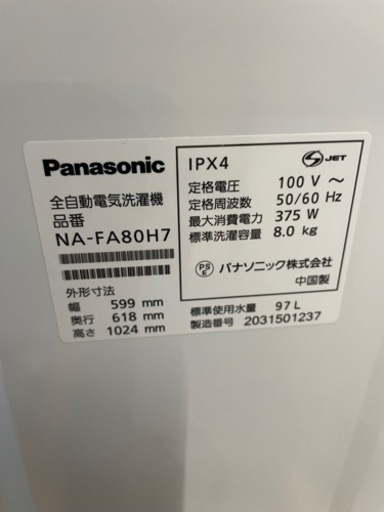 Panasonic
全自動電気洗濯機
品番
NA-FA80H7
外形寸法
幅 599 mm
奥行 618 mm
高さ 1024 mm
IPX4
S JET
定格電圧 100 V ~
定格周波数 50/60 Hz
最大消費電力 375 W
標準洗濯容量 8.0 kg
PS E パナソニック株式会社
中国製
標準使用水量 97 L
製造番号 2031501237